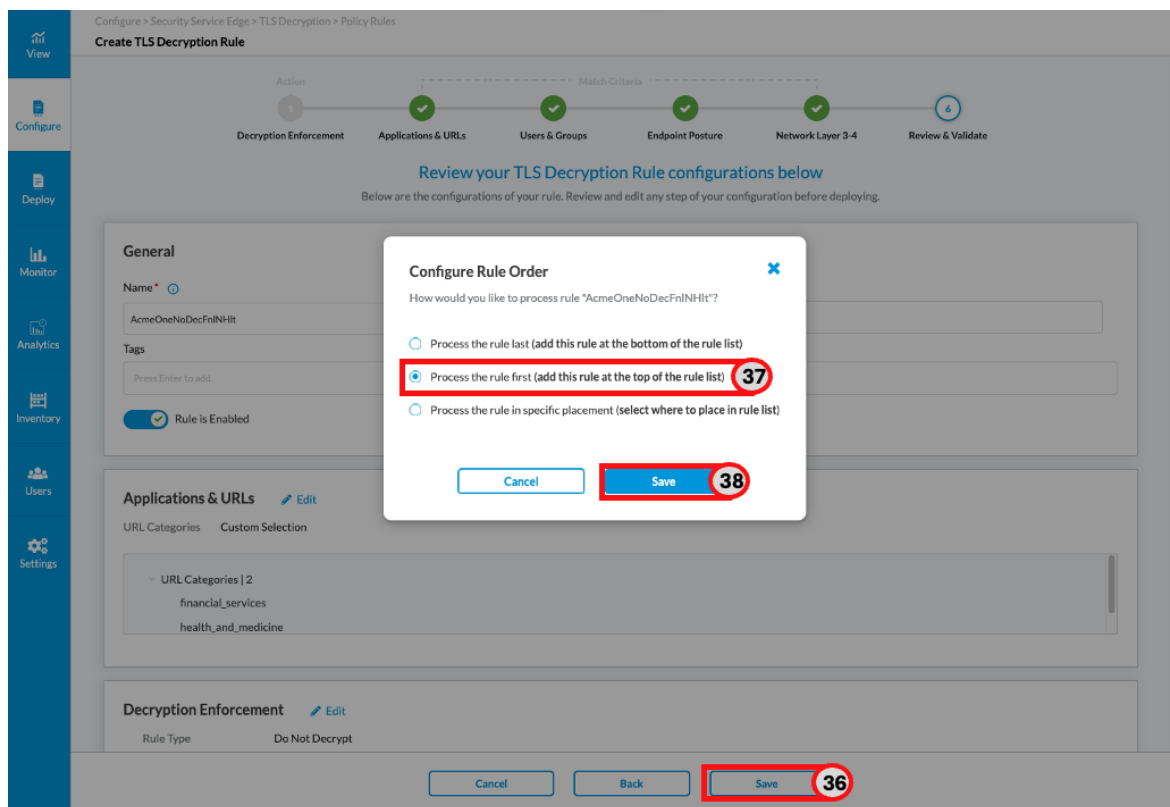 Configure > Security Service Edge > TLS Decryption > Policy Rules
Create TLS Decryption Rule
View
Configure
Deploy
Monitor
Analytics
Inventory
Users
Settings
Action
Match Criteria
1
6
Decryption Enforcement
Applications & URLs
Users & Groups
Endpoint Posture
Network Layer 3-4
Review & Validate
Review your TLS Decryption Rule configurations below
Below are the configurations of your rule. Review and edit any step of your configuration before deploying.
General
Name*
AcmeOneNoDecFnlNHlt
Tags
Press Enter to add
Rule is Enabled
Configure Rule Order
How would you like to process rule "AcmeOneNoDecFnlNHlt"?
Process the rule last (add this rule at the bottom of the rule list)
Process the rule first (add this rule at the top of the rule list) 37
Process the rule in specific placement (select where to place in rule list)
Cancel
Save 38
Applications & URLs Edit
URL Categories Custom Selection
URL Categories | 2
financial_services
health_and_medicine
Decryption Enforcement Edit
Rule Type Do Not Decrypt
Cancel
Back
Save 36